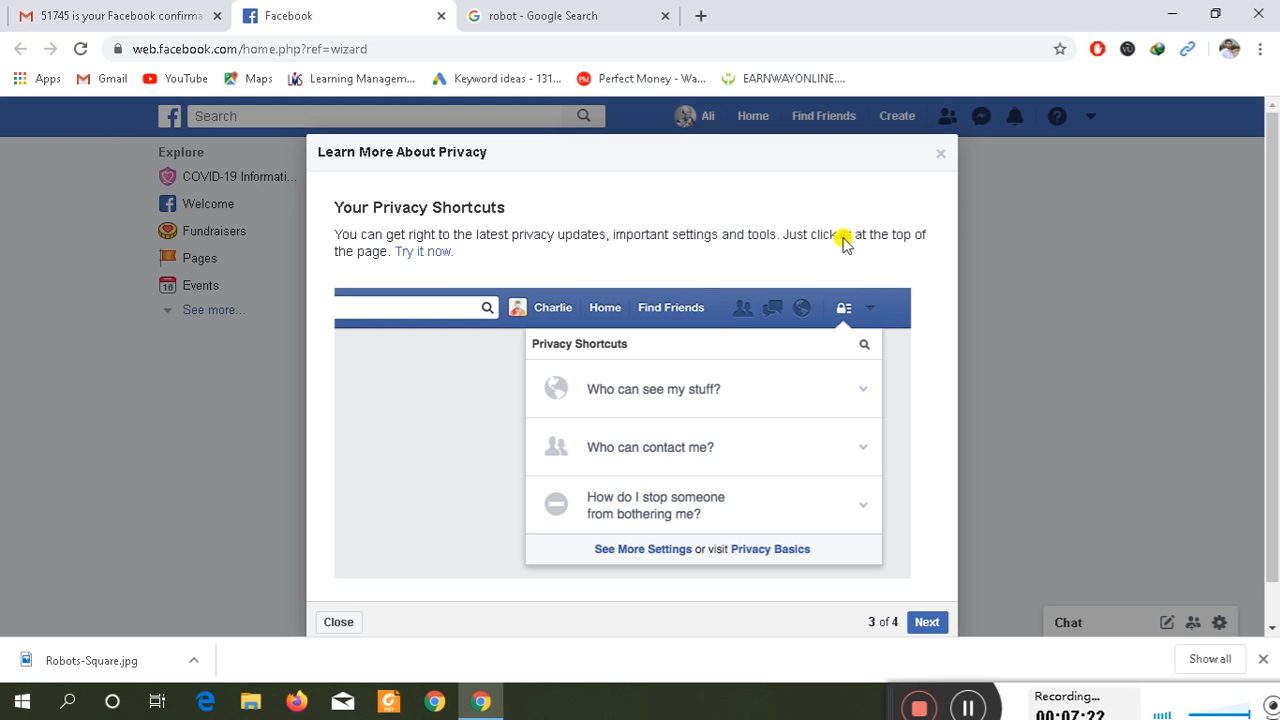 51745 is your Facebook confirma
Facebook
robot - Google Search
web.facebook.com/home.php?ref=wizard
Apps
Gmail
YouTube
Maps
Learning Managem...
Keyword ideas - 131...
Perfect Money - Wa...
EARNWAYONLINE....
Search
Ali
Home
Find Friends
Create
Explore
COVID-19 Informati...
Welcome
Fundraisers
Pages
Events
See more...
Learn More About Privacy
Your Privacy Shortcuts
You can get right to the latest privacy updates, important settings and tools. Just click at the top of
the page. Try it now.
Charlie
Home
Find Friends
Privacy Shortcuts
Who can see my stuff?
Who can contact me?
How do I stop someone
from bothering me?
See More Settings or visit Privacy Basics
Close
3 of 4
Next
Chat
Robots-Square.jpg
Show all
Recording...
00:07:22